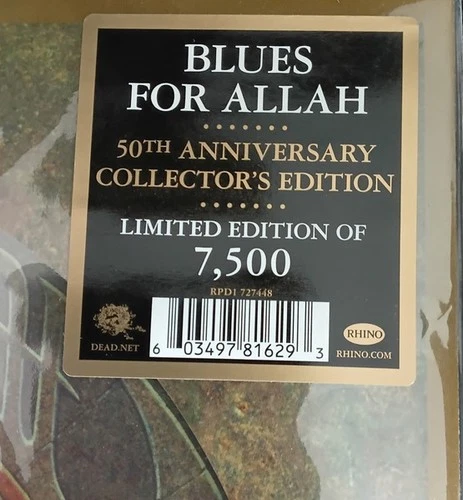 BLUES
FOR ALLAH
50TH ANNIVERSARY
COLLECTOR'S EDITION
LIMITED EDITION OF
7,500
RPD1 727448
DEAD.NET
6 03497 81629 3
RHINO
RHINO.COM